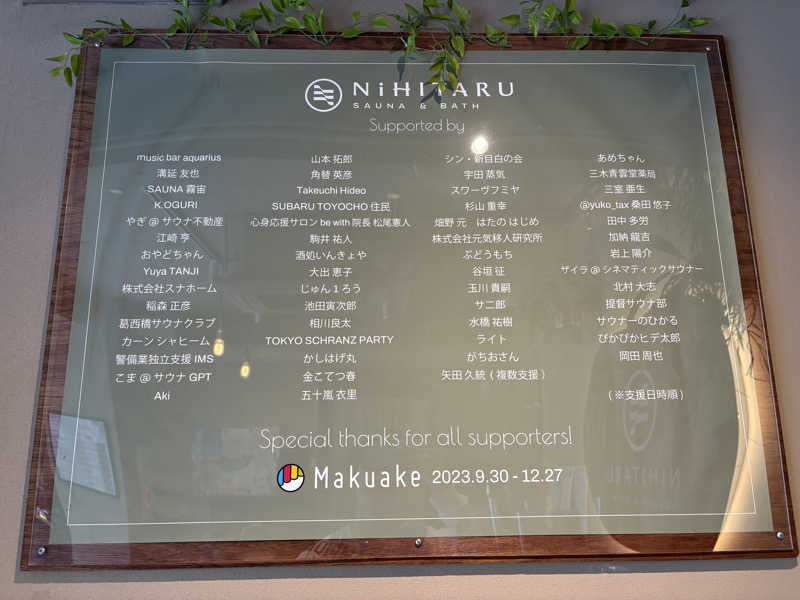 NiHITARU
SAUNA & BATH
Supported by
music bar aquarius
溝延 友也
SAUNA 霧宙
K.OGURI
やぎ @ サウナ不動産
江崎 亨
おやどちゃん
Yuya TANJI
株式会社スナホーム
稲森 正彦
葛西橋サウナクラブ
カーン シャヒーム
警備業独立支援 IMS
こま @ サウナ GPT
Aki
山本 拓郎
角替 英彦
Takeuchi Hideo
SUBARU TOYOCHO 住民
心身応援サロン be with 院長 松尾憲人
駒井 祐人
酒処いんきょや
大出 恵子
じゅん1ろう
池田寅次郎
相川良太
TOKYO SCHRANZ PARTY
かしはげ丸
金こてつ春
五十嵐 衣里
シン・新目白の会
宇田 蒸気
スワーヴフミヤ
杉山 重幸
畑野 元 はたの はじめ
株式会社元気移人研究所
ぶどうもち
谷垣 征
玉川 貴嗣
サ二郎
水橋 祐樹
ライト
がちおさん
矢田 久統 ( 複数支援 )
あめちゃん
三木青雲堂薬局
三室 亜生
@yuko_tax 桑田 悠子
田中 多労
加納 龍吉
岩上 陽介
ザイラ @ シネマティックサウナー
北村 大志
提督サウナ部
サウナーのひかる
ぴかぴかヒデ太郎
岡田 周也
( ※支援日時順 )
Special thanks for all supporters!
Makuake 2023.9.30 - 12.27